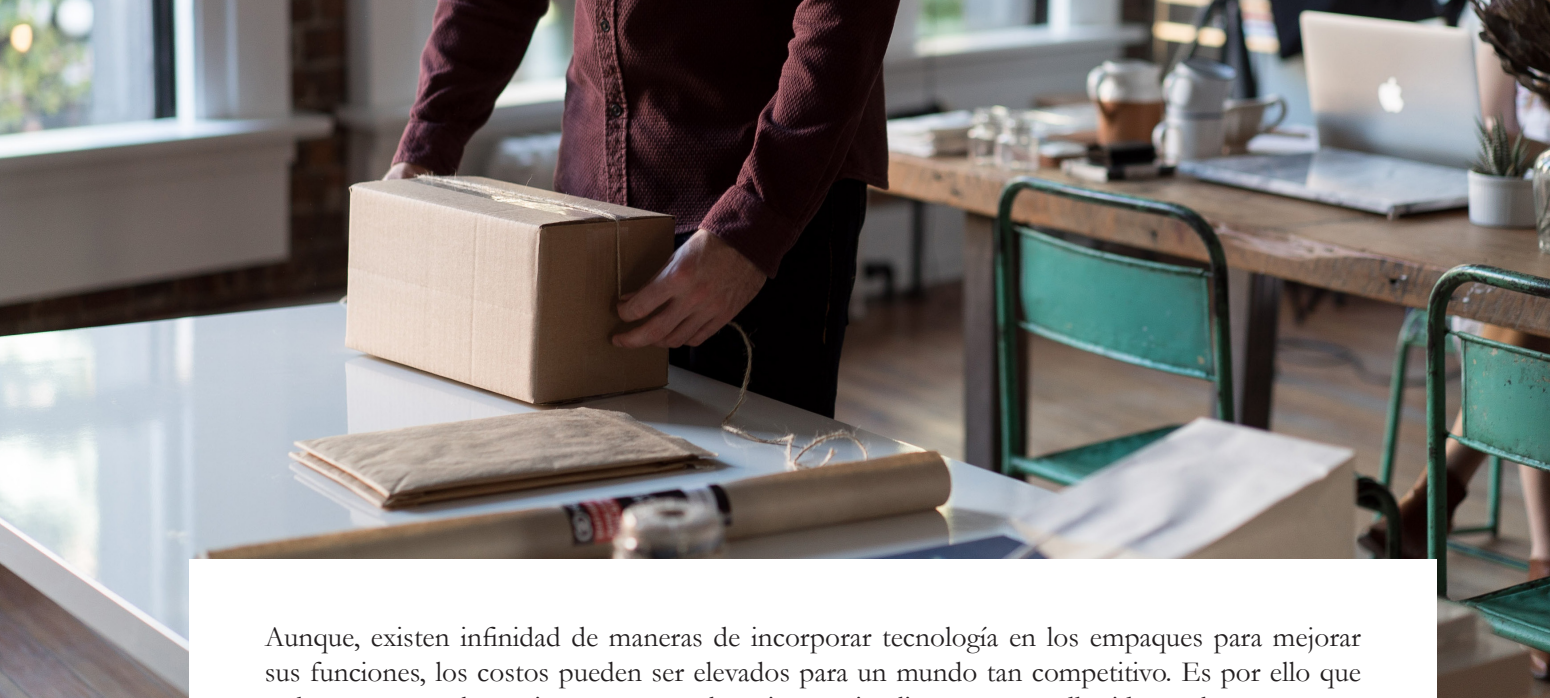 Aunque, existen infinidad de maneras de incorporar tecnología en los empaques para mejorar
sus funciones, los costos pueden ser elevados para un mundo tan competitivo. Es por ello que